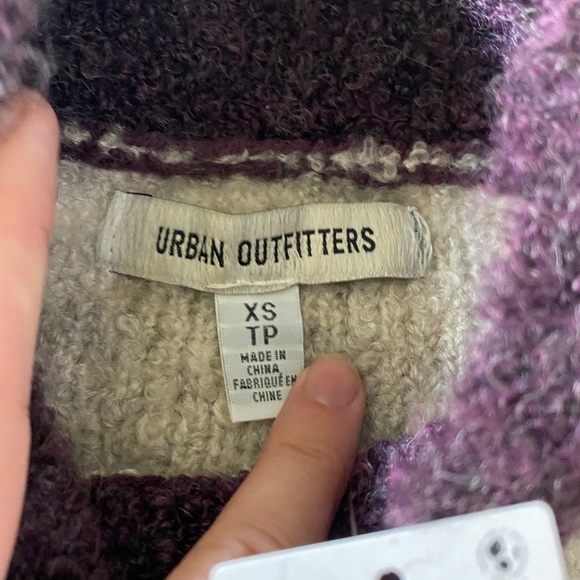 URBAN OUTFITTERS
XS
TP
MADE IN
CHINA,
FABRIQUÉ EN
CHINE